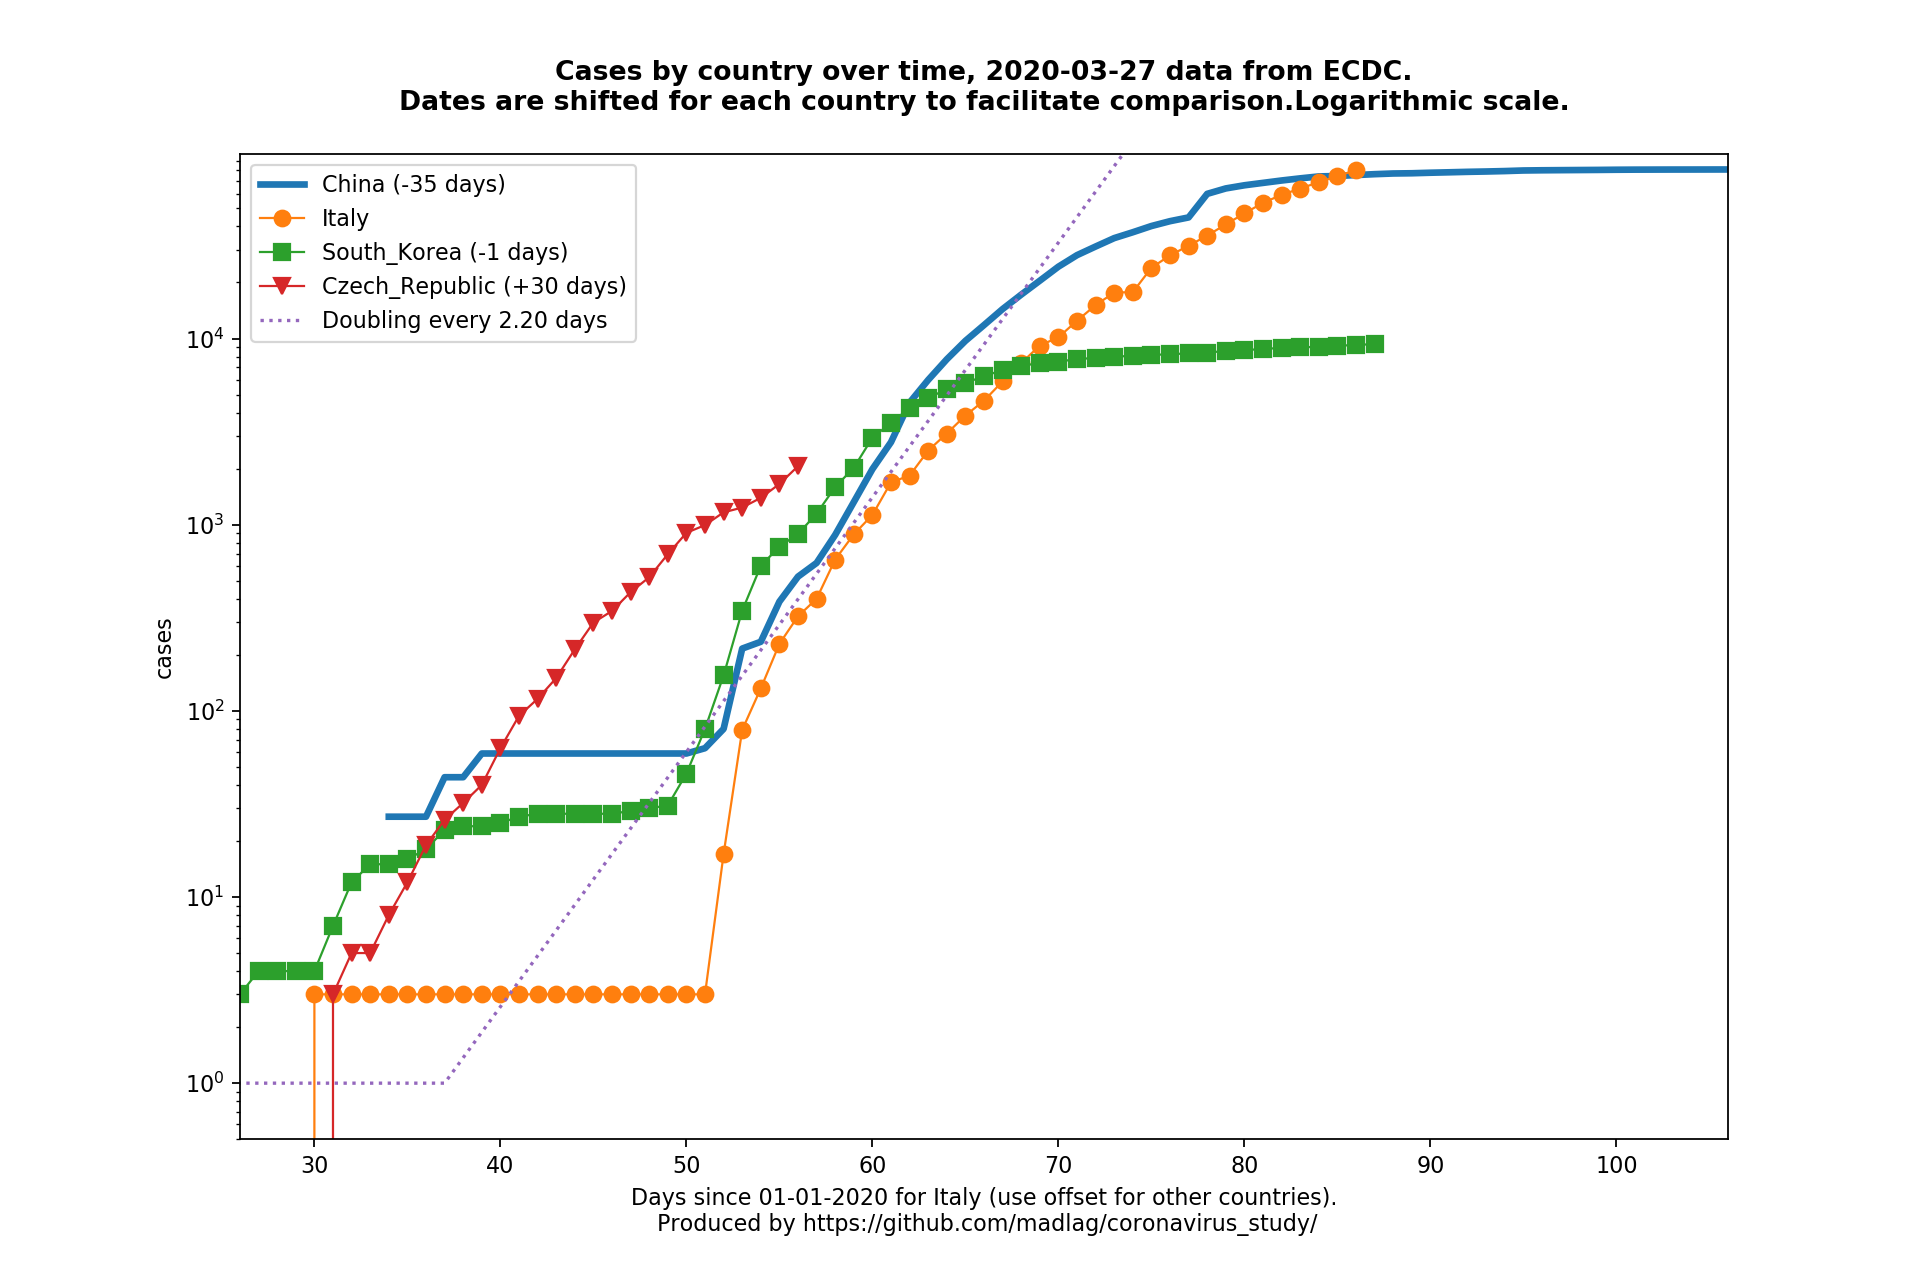 Cases by country over time, 2020-03-27 data from ECDC.
Dates are shifted for each country to facilitate comparison.Logarithmic scale.
China (-35 days)
Italy
South_Korea (-1 days)
Czech_Republic (+30 days)
Doubling every 2.20 days
10⁴
10³
10²
10¹
10⁰
cases
30 40 50 60 70 80 90 100
Days since 01-01-2020 for Italy (use offset for other countries).
Produced by https://github.com/madlag/coronavirus_study/